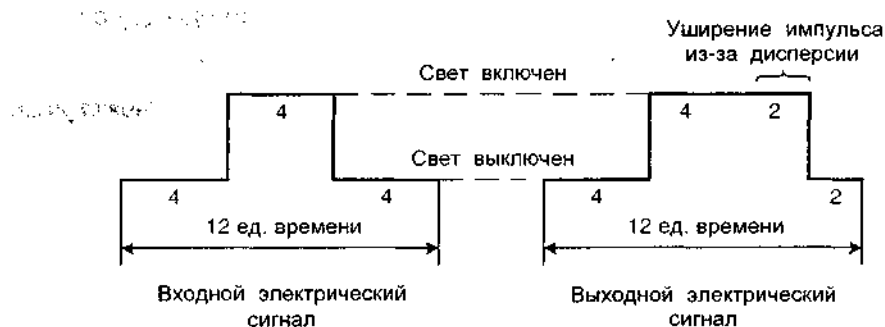 Уширение импульса
из-за дисперсии
Свет включен
4
4 2
Свет выключен
4 4
4 2
12 ед. времени
12 ед. времени
Входной электрический
сигнал
Выходной электрический
сигнал